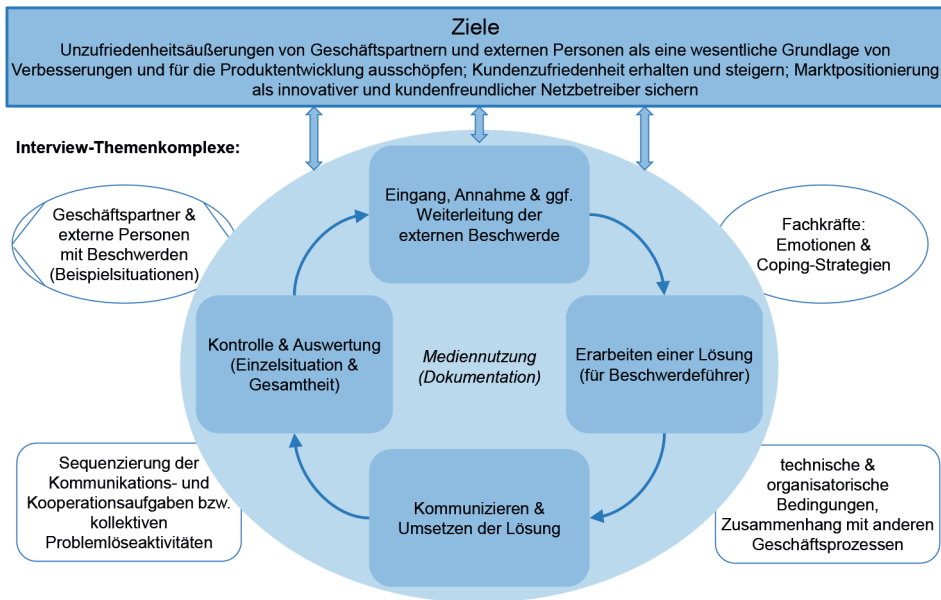 Ziele
Unzufriedenheitsäußerungen von Geschäftspartnern und externen Personen als eine wesentliche Grundlage von
Verbesserungen und für die Produktentwicklung ausschöpfen; Kundenzufriedenheit erhalten und steigern; Marktpositionierung
als innovativer und kundenfreundlicher Netzbetreiber sichern
Interview-Themenkomplexe:
Geschäftspartner &
externe Personen
mit Beschwerden
(Beispielsituationen)
Eingang, Annahme & ggf.
Weiterleitung der
externen Beschwerde
Fachkräfte:
Emotionen &
Coping-Strategien
Kontrolle & Auswertung
(Einzelsituation &
Gesamtheit)
Mediennutzung
(Dokumentation)
Erarbeiten einer Lösung
(für Beschwerdeführer)
Sequenzierung der
Kommunikations- und
Kooperationsaufgaben bzw.
kollektiven
Problemlöseaktivitäten
Kommunizieren &
Umsetzen der Lösung
technische &
organisatorische
Bedingungen,
Zusammenhang mit anderen
Geschäftsprozessen